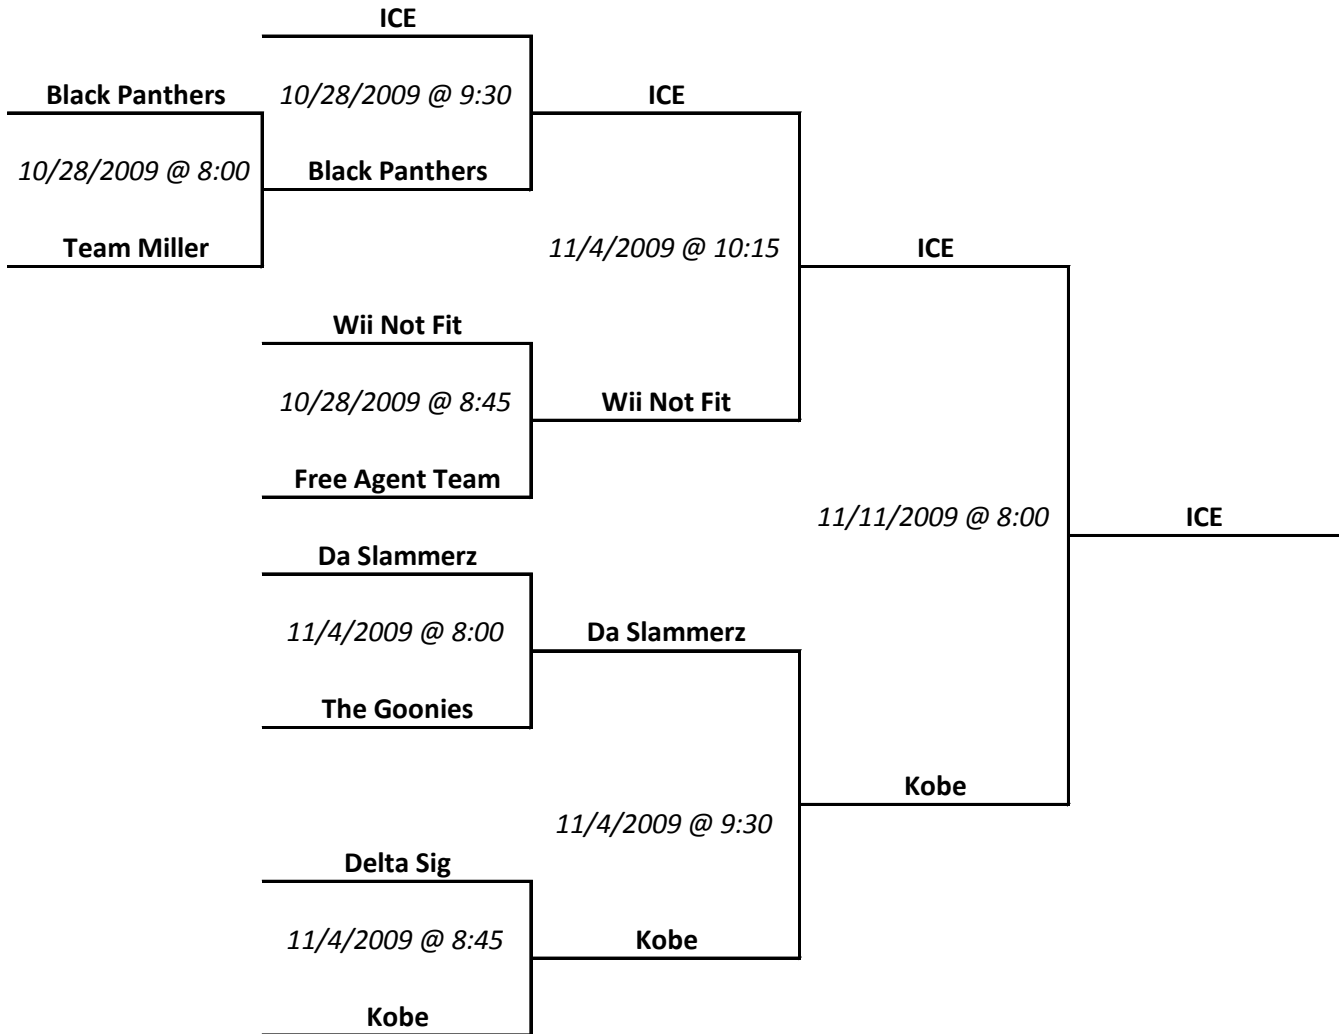 ICE
Black Panthers
10/28/2009 @ 9:30
ICE
10/28/2009 @ 8:00
Black Panthers
Team Miller
11/4/2009 @ 10:15
ICE
Wii Not Fit
10/28/2009 @ 8:45
Wii Not Fit
Free Agent Team
11/11/2009 @ 8:00
ICE
Da Slammerz
11/4/2009 @ 8:00
Da Slammerz
The Goonies
Kobe
11/4/2009 @ 9:30
Delta Sig
11/4/2009 @ 8:45
Kobe
Kobe